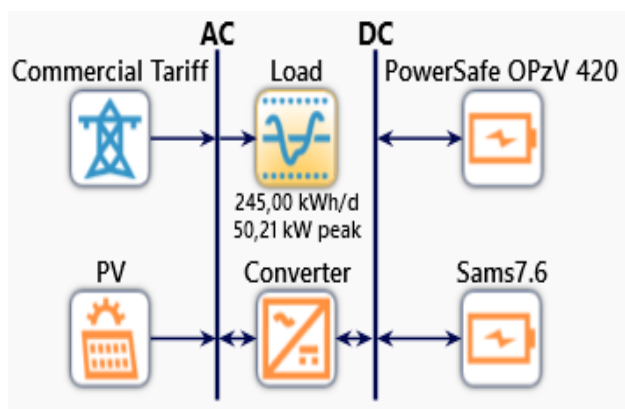 AC
DC
Commercial Tariff
Load
PowerSafe OPzV 420
245,00 kWh/d
50,21 kW peak
PV
Converter
Sams7.6